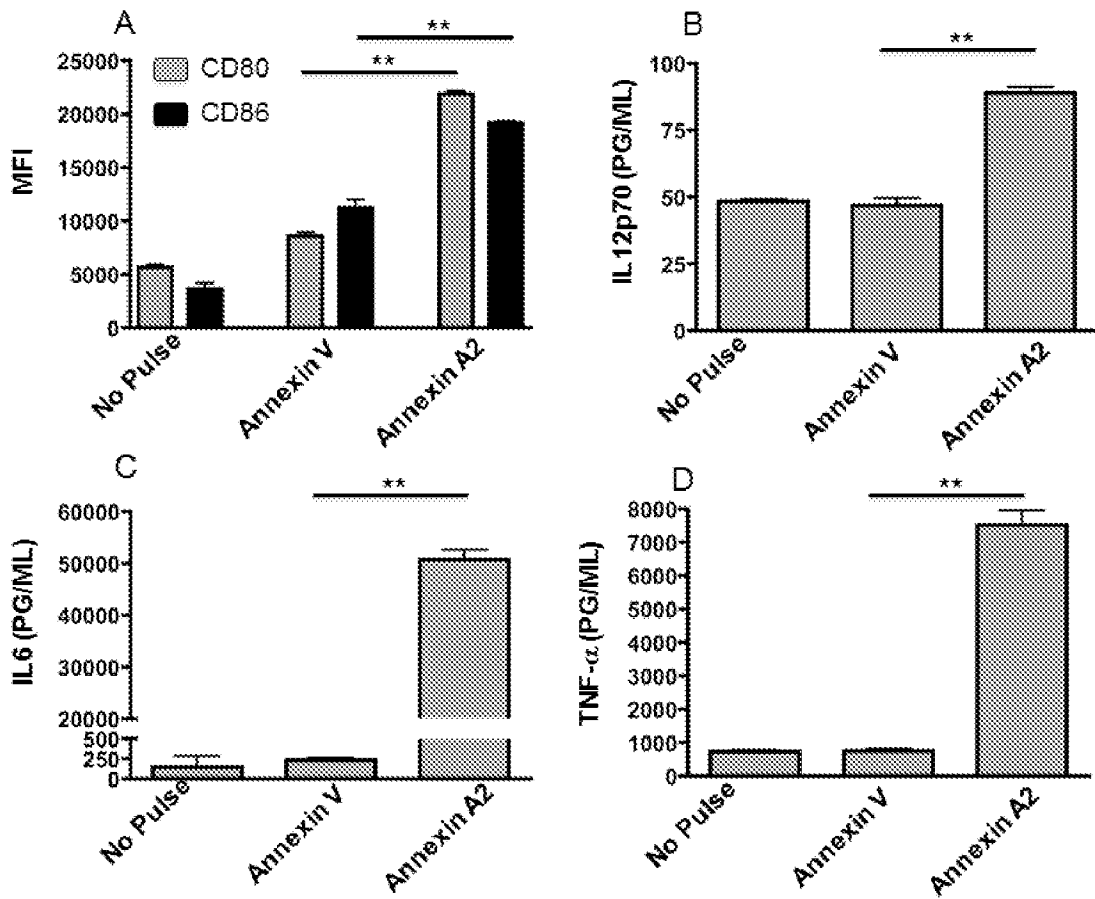 A
**
**
CD80
CD86
MFI
25000
20000
15000
10000
5000
0
No Pulse
Annexin V
Annexin A2
B
**
IL12p70 (PG/ML)
100
75
50
25
0
No Pulse
Annexin V
Annexin A2
C
**
IL6 (PG/ML)
60000
50000
40000
30000
20000
500
250
0
No Pulse
Annexin V
Annexin A2
D
**
TNF-α (PG/ML)
8000
7000
6000
5000
4000
3000
2000
1000
0
No Pulse
Annexin V
Annexin A2